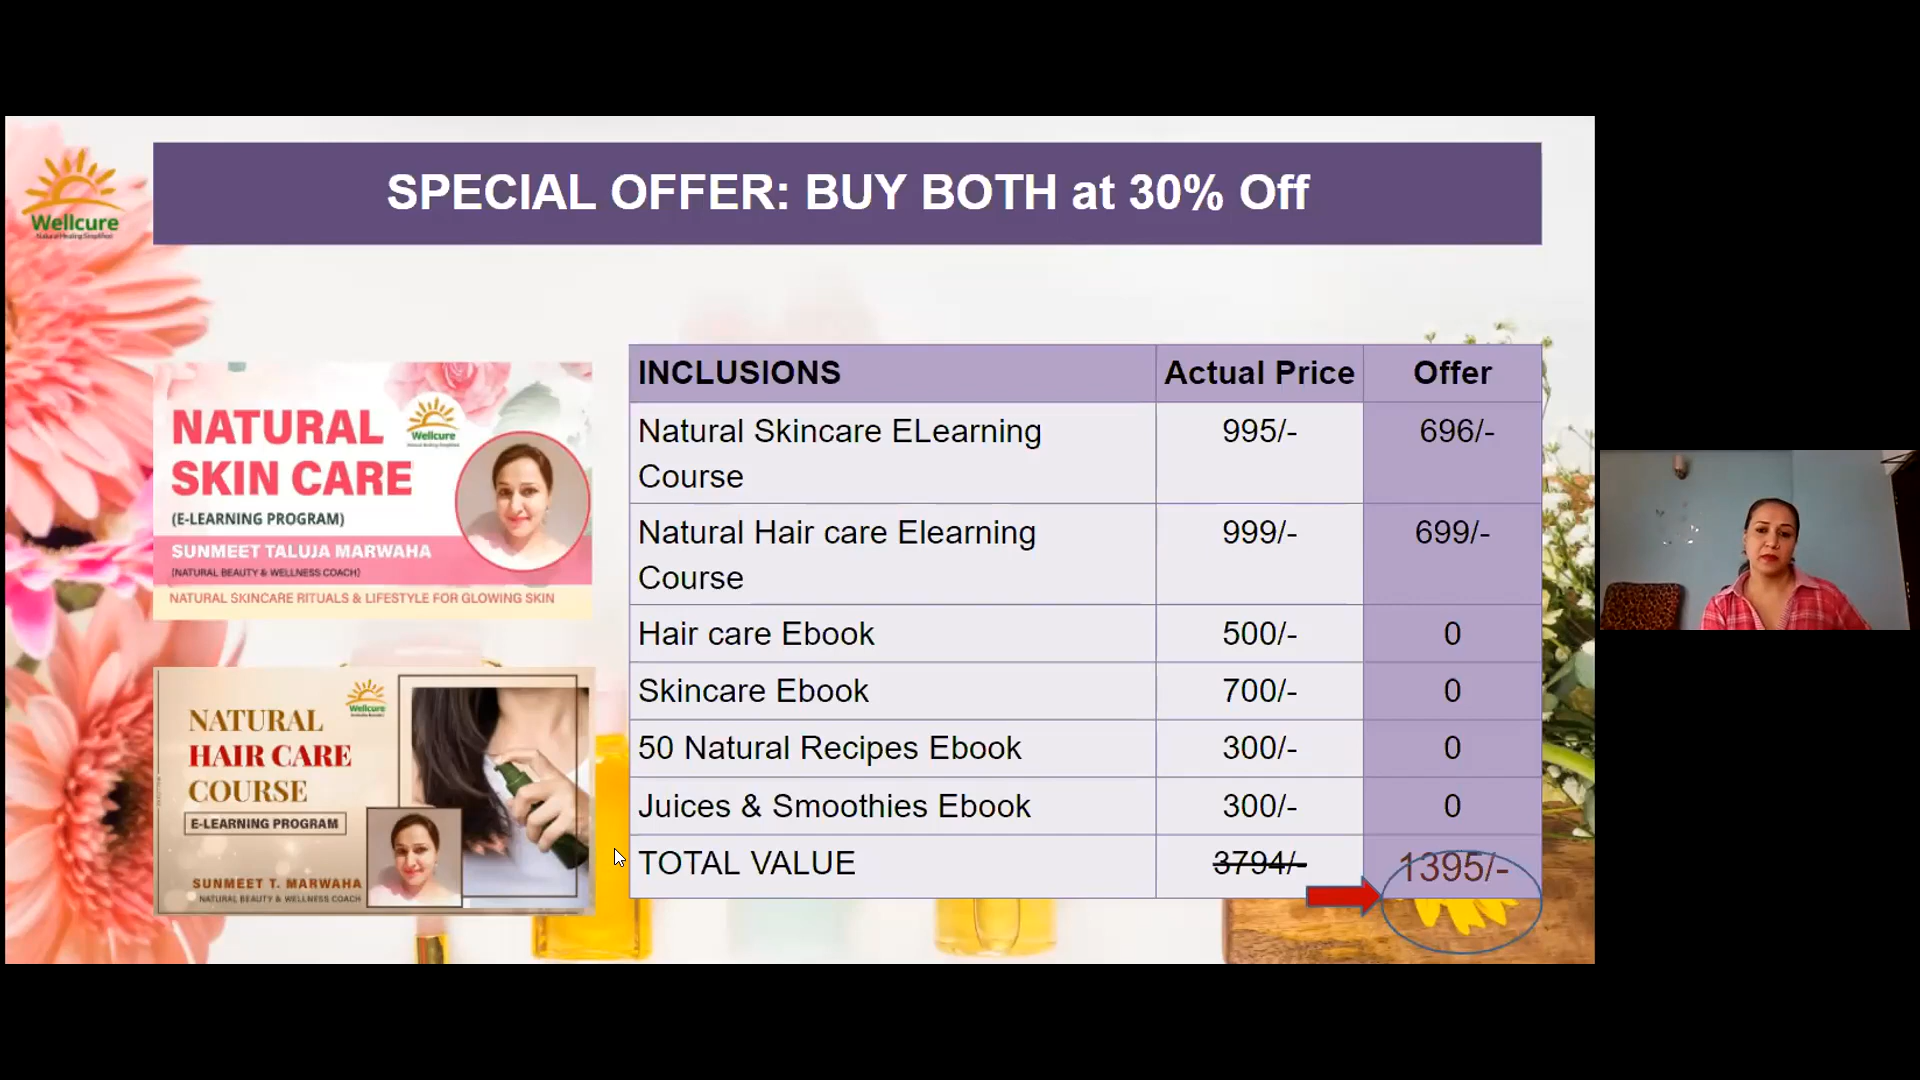 SPECIAL OFFER: BUY BOTH at 30% Off
Wellcure
Natural Healing Simplified
NATURAL
SKIN CARE
Wellcure
(E-LEARNING PROGRAM)
SUNMEET TALUJA MARWAHA
(NATURAL BEAUTY & WELLNESS COACH)
NATURAL SKINCARE RITUALS & LIFESTYLE FOR GLOWING SKIN
Wellcure
NATURAL
HAIR CARE
COURSE
E-LEARNING PROGRAM
SUNMEET T. MARWAHA
NATURAL BEAUTY & WELLNESS COACH
INCLUSIONS Actual Price Offer
Natural Skincare ELearning 995/- 696/-
Course
Natural Hair care Elearning 999/- 699/-
Course
Hair care Ebook 500/- 0
Skincare Ebook 700/- 0
50 Natural Recipes Ebook 300/- 0
Juices & Smoothies Ebook 300/- 0
TOTAL VALUE 3794/- 1395/-